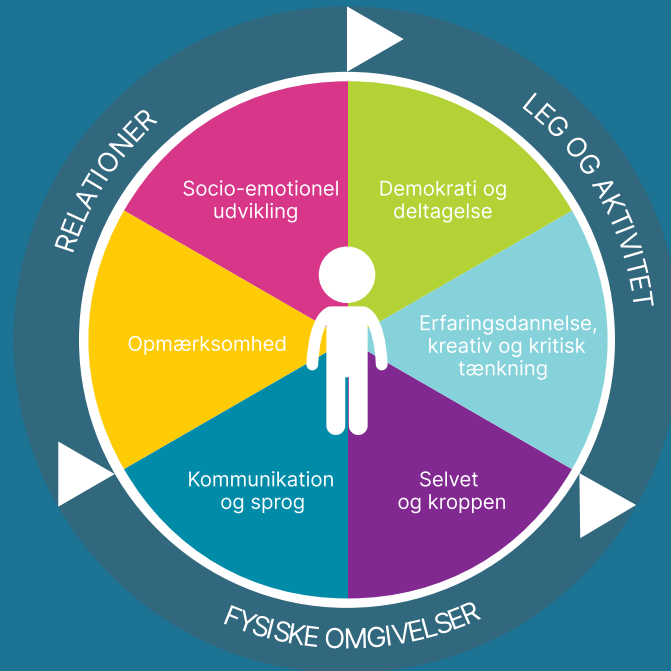 RELATIONER
LEG OG AKTIVITET
Socio-emotionel
udvikling
Demokrati og
deltagelse
Opmærksomhed
Erfaringsdannelse,
kreativ og kritisk
tænkning
Kommunikation
og sprog
Selvet
og kroppen
FYSISKE OMGIVELSER